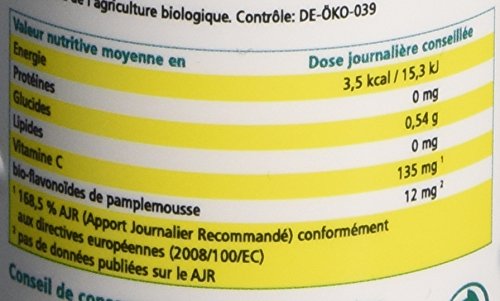 de l'agriculture biologique. Contrôle: DE-ÖKO-039
Valeur nutritive moyenne en Dose journalière conseillée
Energie 3,5 kcal / 15,3 kJ
Protéines 0 mg
Glucides 0,54 g
Lipides 0 mg
Vitamine C 135 mg ¹
bio-flavonoïdes de pamplemousse 12 mg ²
¹ 168,5 % AJR (Apport Journalier Recommandé) conformément
aux directives européennes (2008/100/EC)
² pas de données publiées sur le AJR
Conseil de